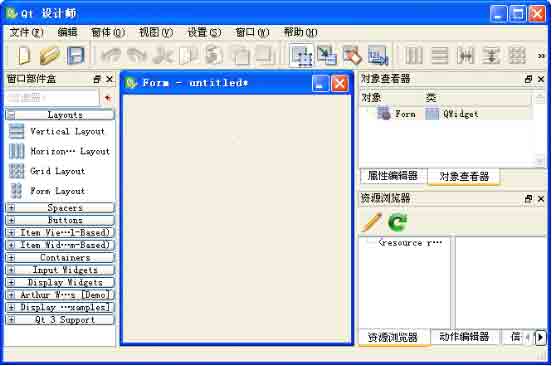 Qt 设计师
文件(F) 编辑 窗体(O) 视图(V) 设置(S) 窗口(W) 帮助(H)
窗口部件盒
Layouts
Vertical Layout
Horizon… Layout
Grid Layout
Form Layout
Spacers
Buttons
Item Vie…l-Based)
Item Wid…m-Based)
Containers
Input Widgets
Display Widgets
Arthur W…s [Demo]
Display …xamples]
Qt 3 Support
Form - untitled*
对象查看器
对象 类
Form QWidget
属性编辑器 对象查看器
资源浏览器
<resource r…
资源浏览器 动作编辑器 信